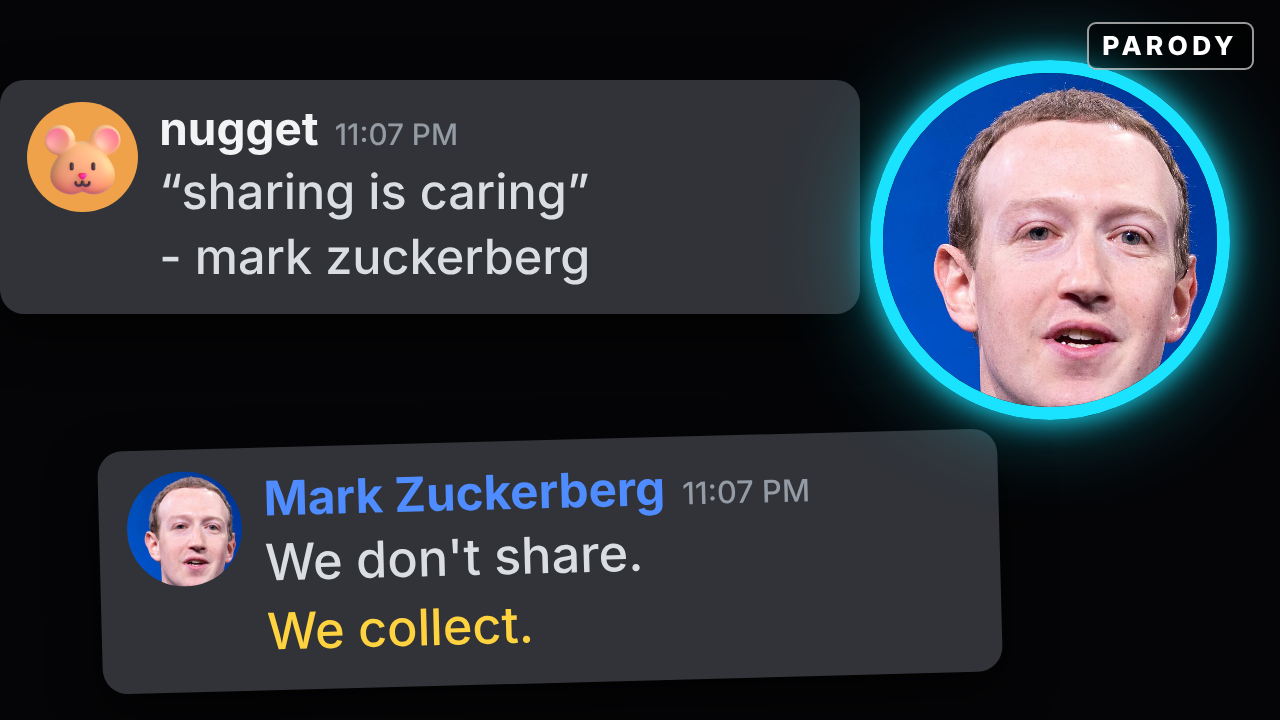 PARODY
nugget 11:07 PM
“sharing is caring”
- mark zuckerberg
Mark Zuckerberg 11:07 PM
We don't share.
We collect.